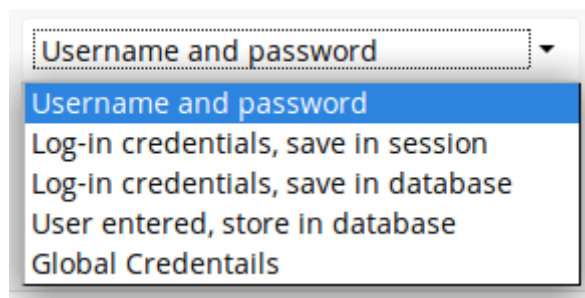 Username and password
Username and password
Log-in credentials, save in session
Log-in credentials, save in database
User entered, store in database
Global Credentails